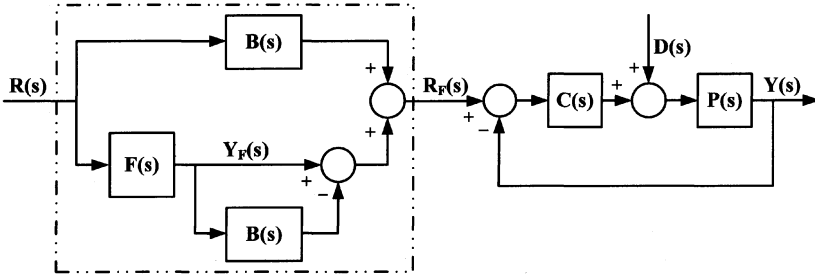 B(s)
D(s)
R(s)
+
R_F(s)
+
C(s)
+
+
P(s)
Y(s)
+
−
F(s)
Y_F(s)
+
−
B(s)